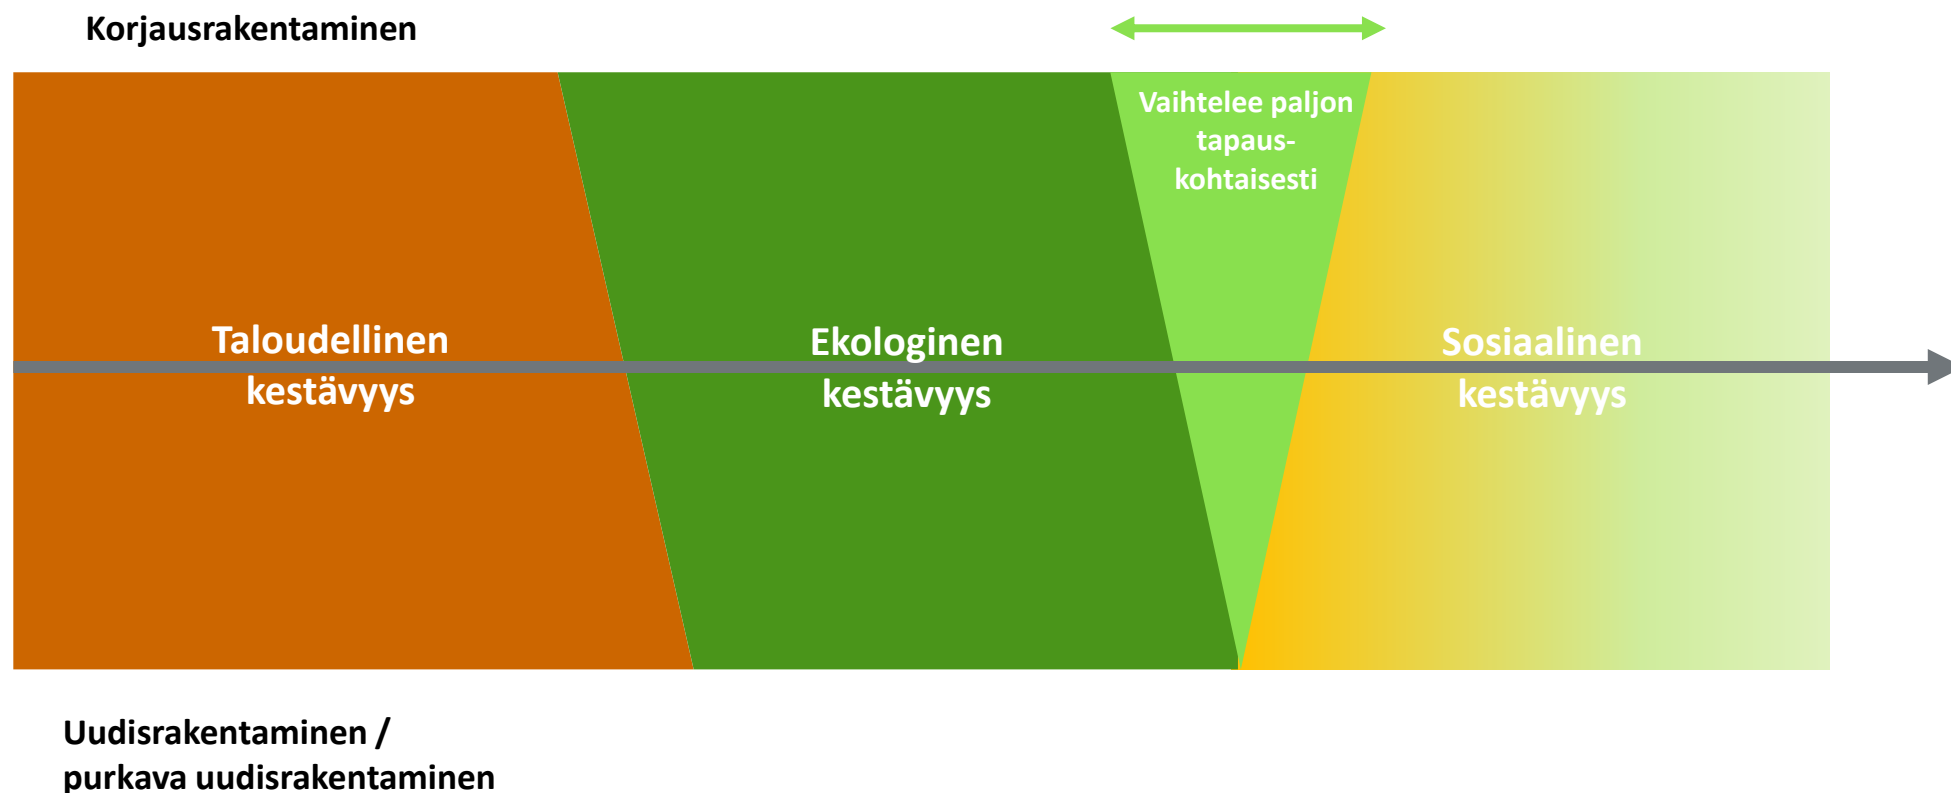 Korjausrakentaminen
Vaihtelee paljon
tapaus-
kohtaisesti
Taloudellinen
kestävyys
Ekologinen
kestävyys
Sosiaalinen
kestävyys
Uudisrakentaminen /
purkava uudisrakentaminen